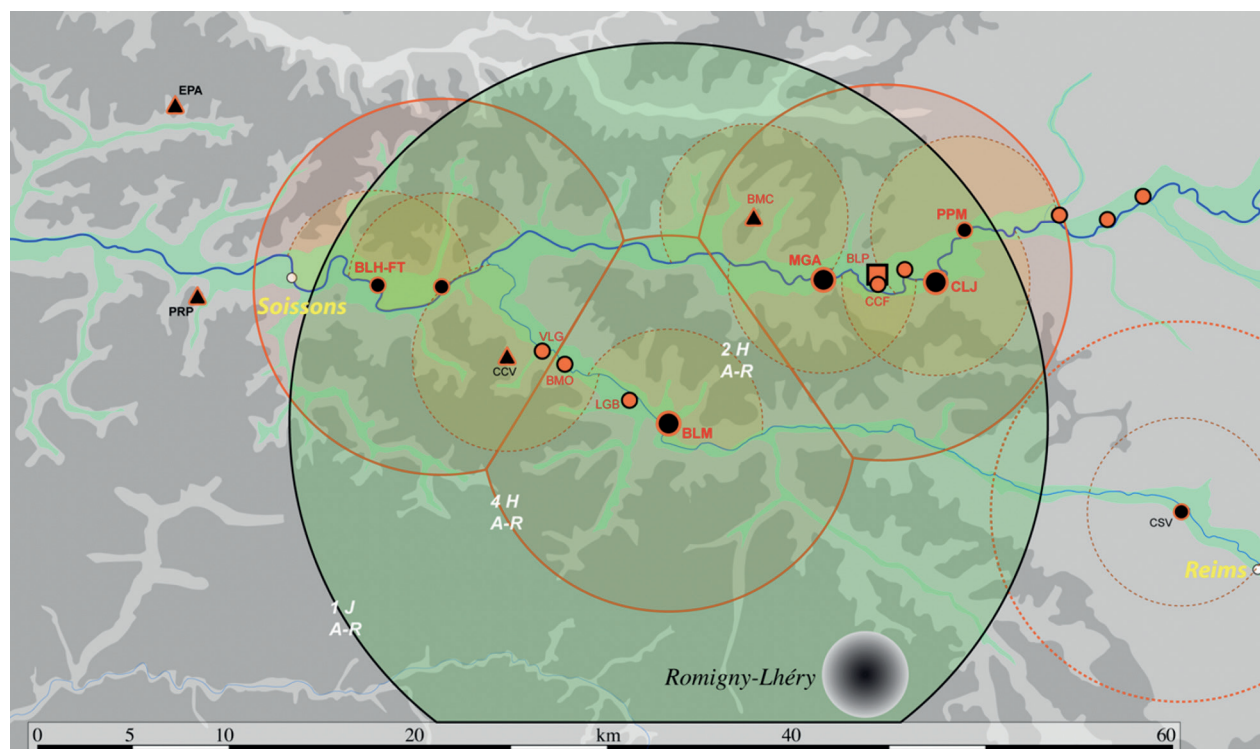 EPA
BMC
PPM
MGA
BLP
BLH-FT
CLJ
CCF
Soissons
PRP
VLG
2 H
A-R
CCV
BMO
LGB
BLM
4 H
A-R
CSV
Reims
1 J
A-R
Romigny-Lhéry
0 5 10 20 km 40 60